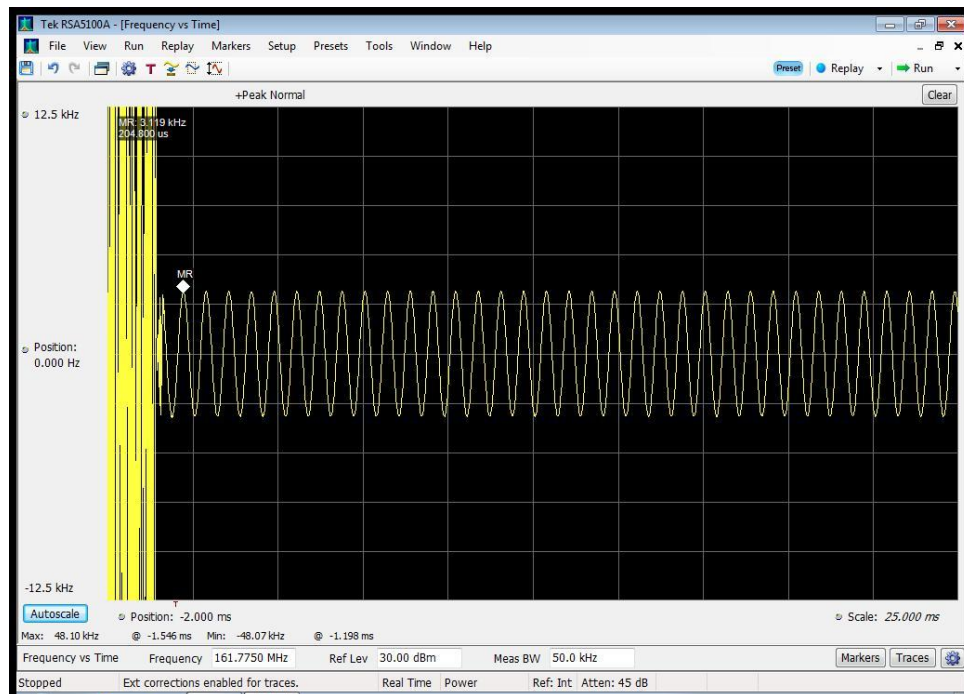 Tek RSA5100A - [Frequency vs Time]
File View Run Replay Markers Setup Presets Tools Window Help
T Preset Replay Run
+Peak Normal Clear
12.5 kHz
MR: 3.119 kHz
204.800 us
MR
Position:
0.000 Hz
-12.5 kHz
T
Autoscale Position: -2.000 ms Scale: 25.000 ms
Max: 48.10 kHz @ -1.546 ms Min: -48.07 kHz @ -1.198 ms
Frequency vs Time Frequency 161.7750 MHz Ref Lev 30.00 dBm Meas BW 50.0 kHz Markers Traces
Stopped Ext corrections enabled for traces. Real Time Power Ref: Int Atten: 45 dB